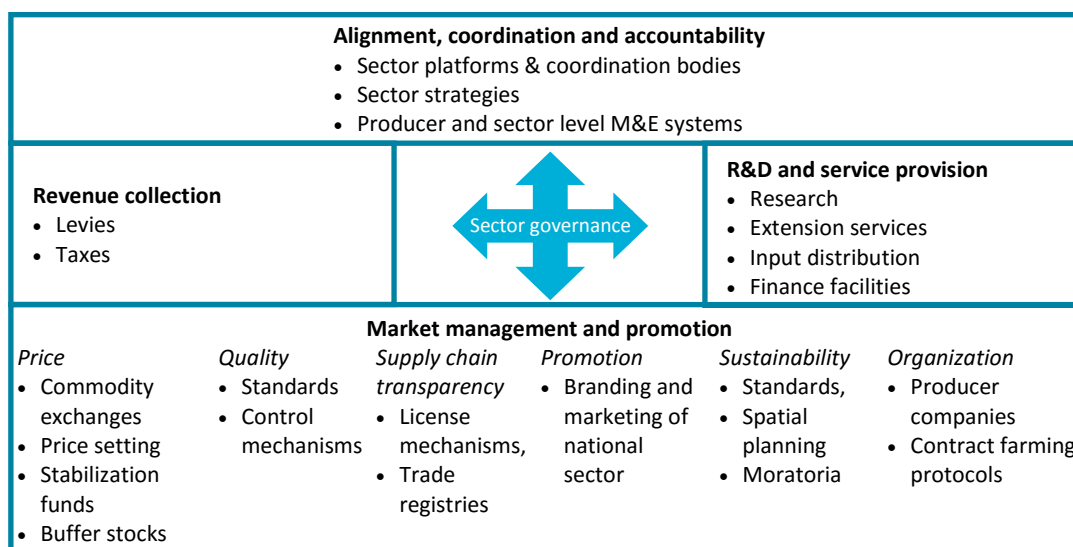 Alignment, coordination and accountability
• Sector platforms & coordination bodies
• Sector strategies
• Producer and sector level M&E systems
Revenue collection
• Levies
• Taxes
Sector governance
R&D and service provision
• Research
• Extension services
• Input distribution
• Finance facilities
Market management and promotion
Price
• Commodity
exchanges
• Price setting
• Stabilization
funds
• Buffer stocks
Quality
• Standards
• Control
mechanisms
Supply chain
transparency
• License
mechanisms,
• Trade
registries
Promotion
• Branding and
marketing of
national
sector
Sustainability
• Standards,
• Spatial
planning
• Moratoria
Organization
• Producer
companies
• Contract farming
protocols